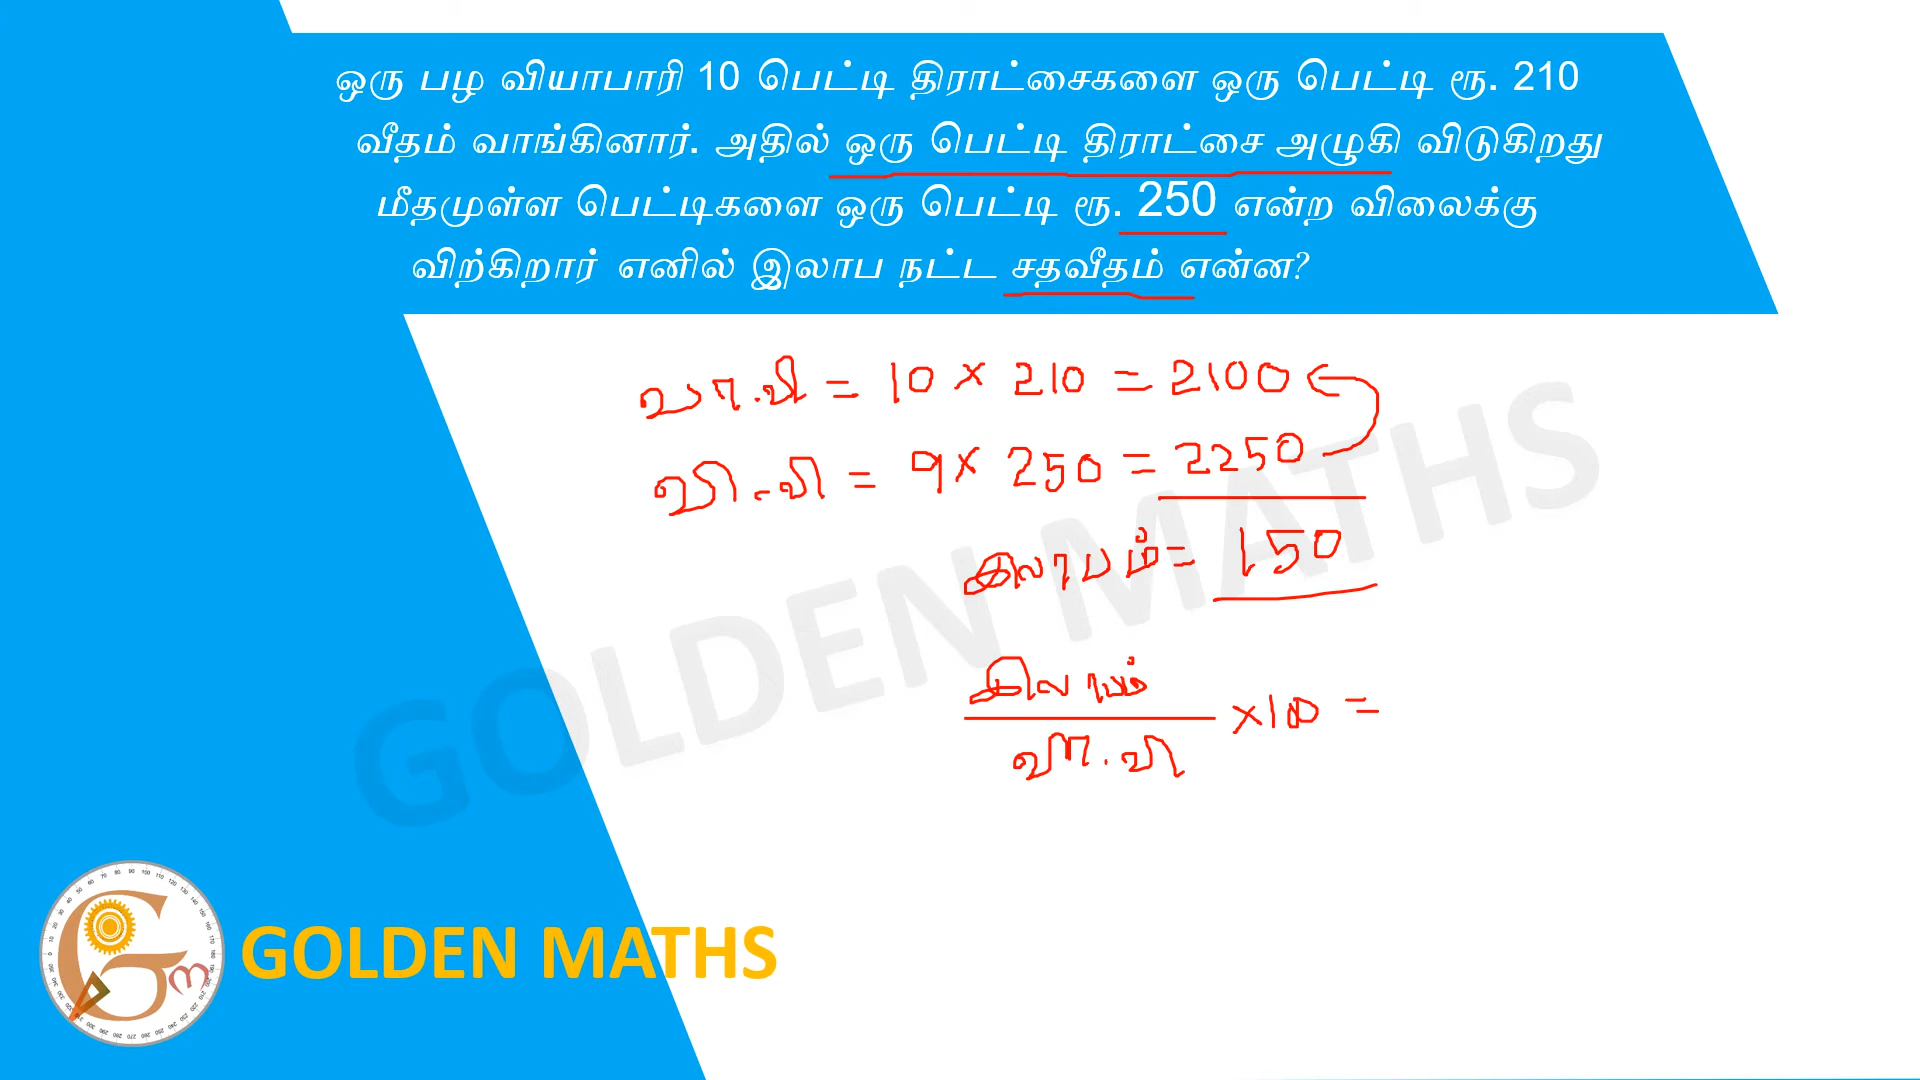 ஒரு பழ வியாபாரி 10 பெட்டி திராட்சைகளை ஒரு பெட்டி ரூ. 210
வீதம் வாங்கினார். அதில் ஒரு பெட்டி திராட்சை அழுகி விடுகிறது
மீதமுள்ள பெட்டிகளை ஒரு பெட்டி ரூ. 250 என்ற விலைக்கு
விற்கிறார் எனில் இலாப நட்ட சதவீதம் என்ன?
வா.வி = 10 × 210 = 2100
வி.வி = 9 × 250 = 2250
இலாபம் = 150
இலாபம்
வா.வி
×100 =
GOLDEN MATHS
GOLDEN MATHS